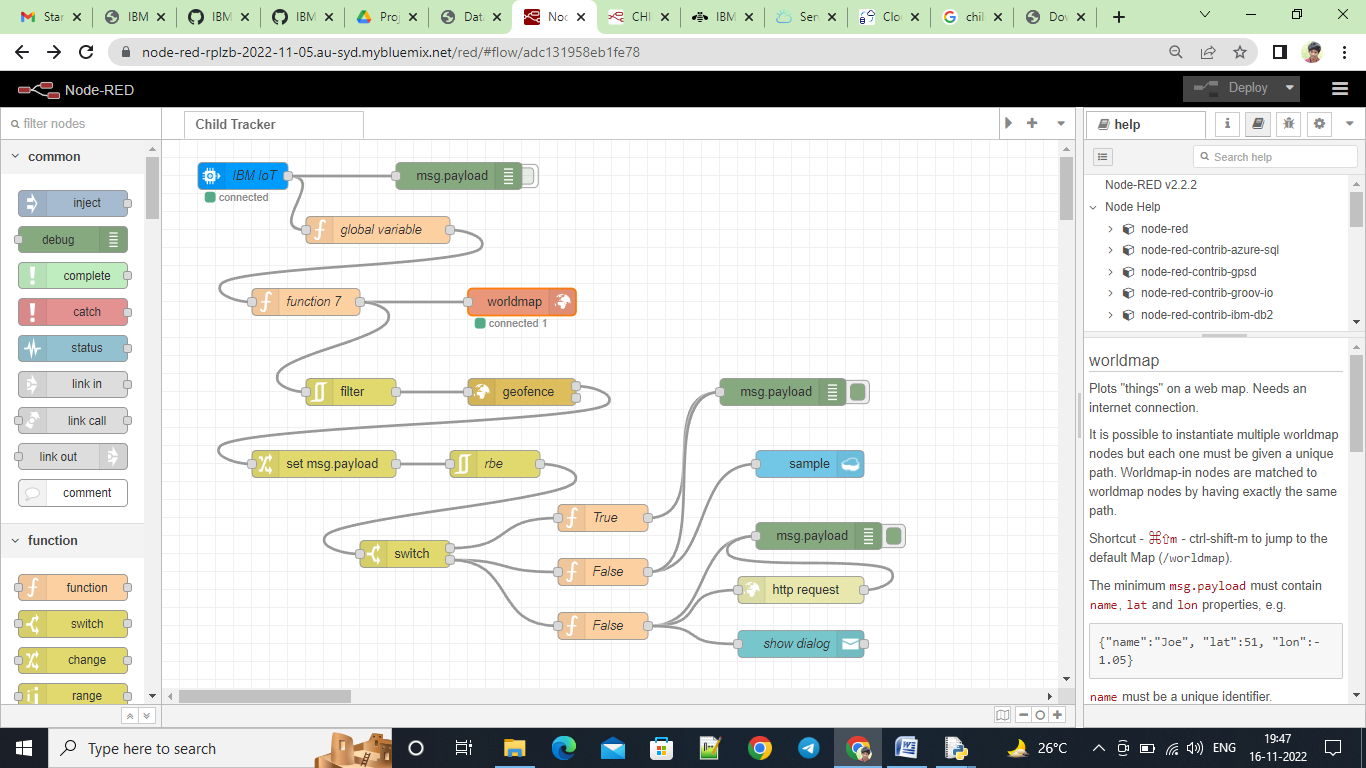 Star
IBM
IBM
IBM
Proj
Data
Noc
CHI
IBM
Serv
Clou
chil
Dov
node-red-rplzb-2022-11-05.au-syd.mybluemix.net/red/#flow/adc131958eb1fe78
Node-RED
Deploy
filter nodes
Child Tracker
help
common
Search help
inject
debug
complete
catch
status
link in
link call
link out
comment
function
function
switch
change
range
IBM IoT
connected
msg.payload
global variable
function 7
worldmap
connected 1
filter
geofence
msg.payload
set msg.payload
rbe
sample
True
switch
msg.payload
False
http request
False
show dialog
Node-RED v2.2.2
Node Help
node-red
node-red-contrib-azure-sql
node-red-contrib-gpsd
node-red-contrib-groov-io
node-red-contrib-ibm-db2
worldmap
Plots "things" on a web map. Needs an
internet connection.
It is possible to instantiate multiple worldmap
nodes but each one must be given a unique
path. Worldmap-in nodes are matched to
worldmap nodes by having exactly the same
path.
Shortcut - ⌘⇧m - ctrl-shift-m to jump to the
default Map (/worldmap).
The minimum msg.payload must contain
name, lat and lon properties, e.g.
{"name":"Joe", "lat":51, "lon":-
1.05}
name must be a unique identifier.
Type here to search
26°C
ENG
19:47
16-11-2022